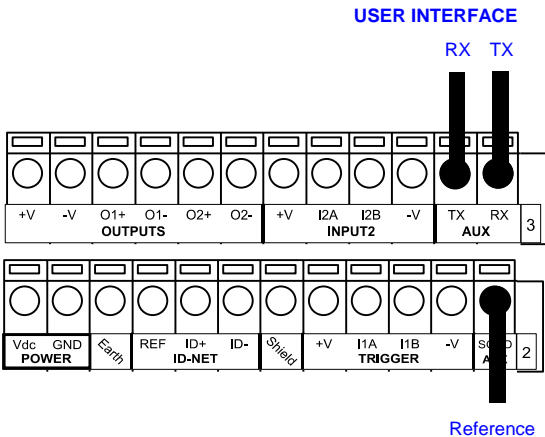 USER INTERFACE
RX TX
+V -V O1+ O1- O2+ O2- +V I2A I2B -V TX RX
OUTPUTS INPUT2 AUX 3
Vdc GND Earth REF ID+ ID- Shield +V I1A I1B -V
POWER ID-NET TRIGGER 2
Reference